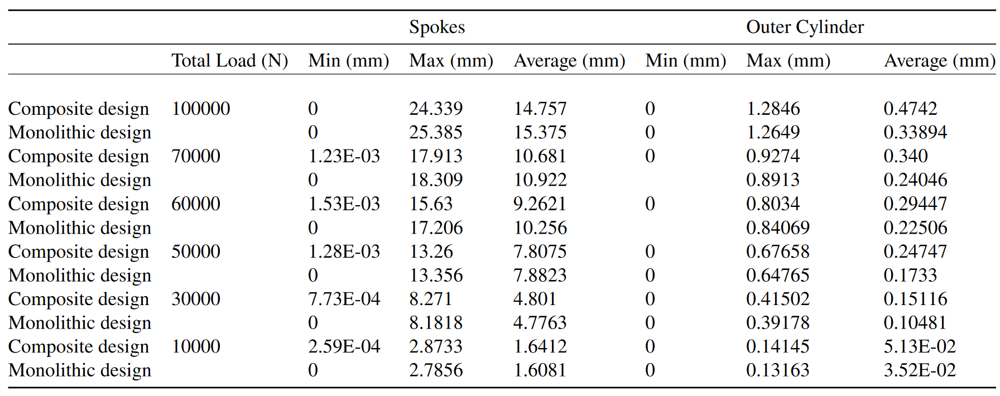 Spokes Outer Cylinder
Total Load (N) Min (mm) Max (mm) Average (mm) Min (mm) Max (mm) Average (mm)
Composite design 100000 0 24.339 14.757 0 1.2846 0.4742
Monolithic design 0 25.385 15.375 0 1.2649 0.33894
Composite design 70000 1.23E-03 17.913 10.681 0 0.9274 0.340
Monolithic design 0 18.309 10.922 0.8913 0.24046
Composite design 60000 1.53E-03 15.63 9.2621 0 0.8034 0.29447
Monolithic design 0 17.206 10.256 0.84069 0.22506
Composite design 50000 1.28E-03 13.26 7.8075 0 0.67658 0.24747
Monolithic design 0 13.356 7.8823 0 0.64765 0.1733
Composite design 30000 7.73E-04 8.271 4.801 0 0.41502 0.15116
Monolithic design 0 8.1818 4.7763 0 0.39178 0.10481
Composite design 10000 2.59E-04 2.8733 1.6412 0 0.14145 5.13E-02
Monolithic design 0 2.7856 1.6081 0 0.13163 3.52E-02